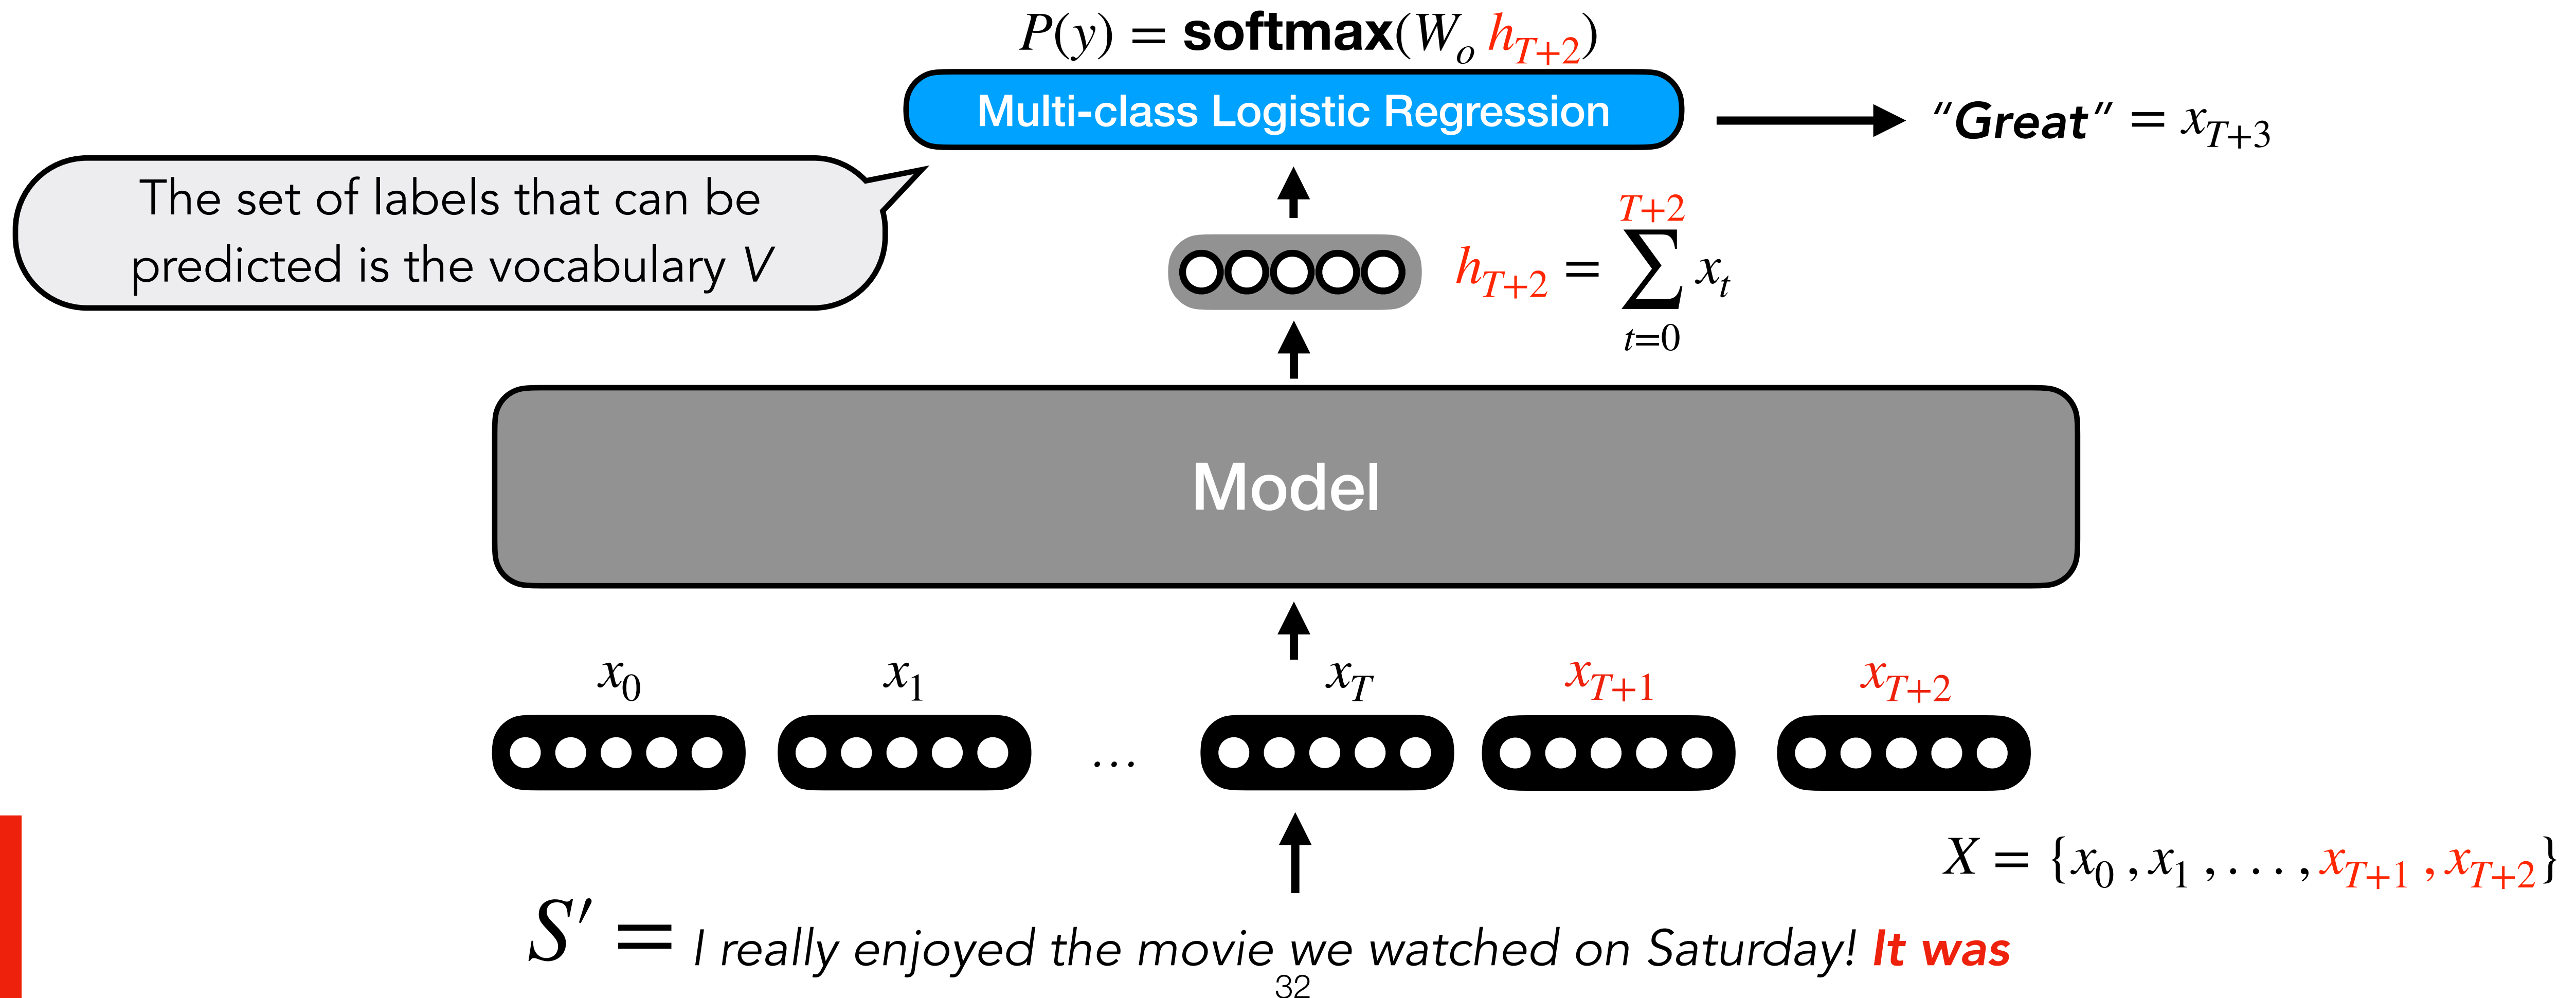 P(y) = softmax(W_o h_{T+2})
Multi-class Logistic Regression
“Great” = x_{T+3}
The set of labels that can be
predicted is the vocabulary V
h_{T+2} = \sum_{t=0}^{T+2} x_t
Model
x_0 x_1 x_T x_{T+1} x_{T+2}
...
X = {x_0 , x_1 , . . . , x_{T+1} , x_{T+2}}
S′ = I really enjoyed the movie we watched on Saturday! It was
32